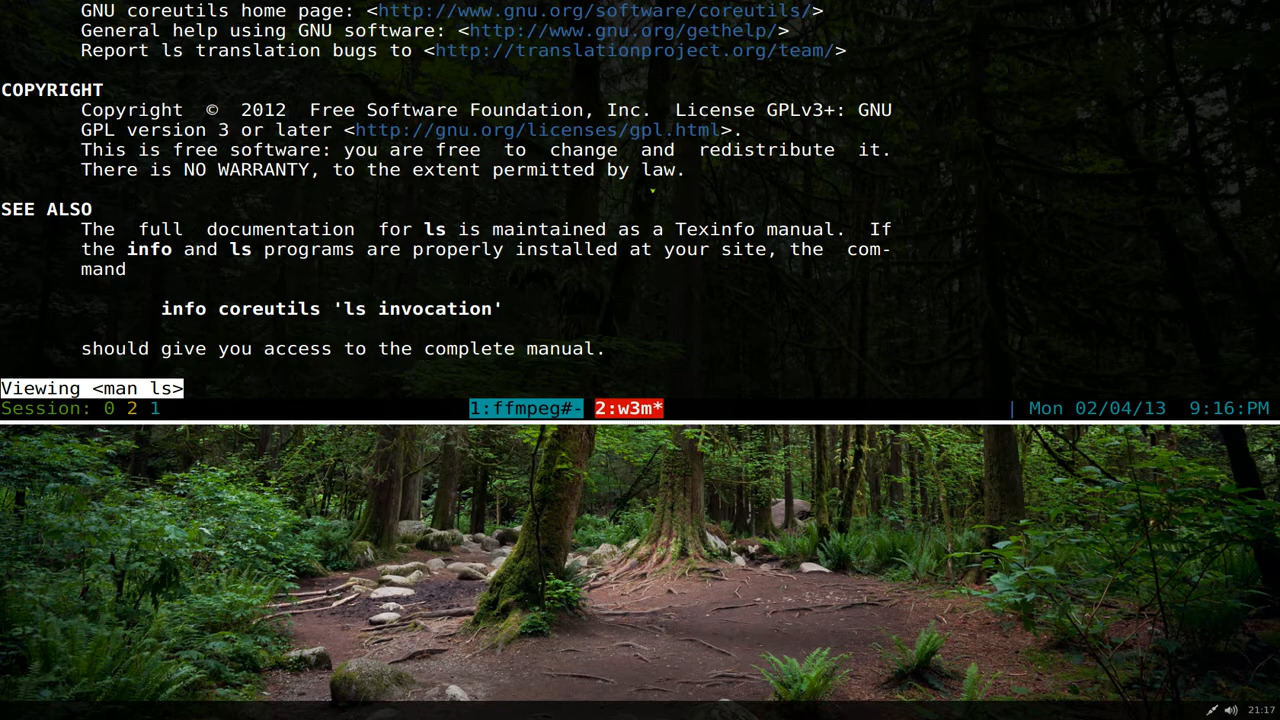 GNU coreutils home page: <http://www.gnu.org/software/coreutils/>
General help using GNU software: <http://www.gnu.org/gethelp/>
Report ls translation bugs to <http://translationproject.org/team/>
COPYRIGHT
Copyright © 2012 Free Software Foundation, Inc. License GPLv3+: GNU
GPL version 3 or later <http://gnu.org/licenses/gpl.html>.
This is free software: you are free to change and redistribute it.
There is NO WARRANTY, to the extent permitted by law.
SEE ALSO
The full documentation for ls is maintained as a Texinfo manual. If
the info and ls programs are properly installed at your site, the com-
mand
info coreutils 'ls invocation'
should give you access to the complete manual.
Viewing <man ls>
Session: 0 2 1 1:ffmpeg#- 2:w3m* | Mon 02/04/13 9:16:PM
21:17